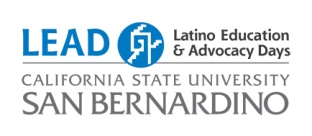 LEAD
Latino Education
& Advocacy Days
CALIFORNIA STATE UNIVERSITY
SAN BERNARDINO